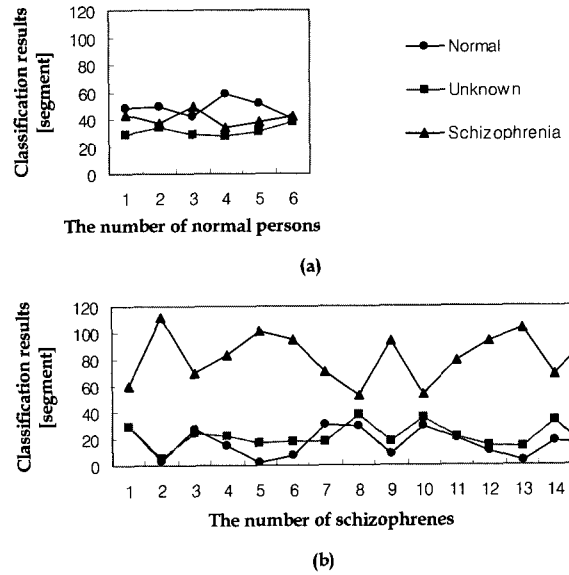 Classification results
[segment]
120
100
80
60
40
20
0
1 2 3 4 5 6
The number of normal persons
Normal
Unknown
Schizophrenia
(a)
Classification results
[segment]
120
100
80
60
40
20
0
1 2 3 4 5 6 7 8 9 10 11 12 13 14
The number of schizophrenes
(b)